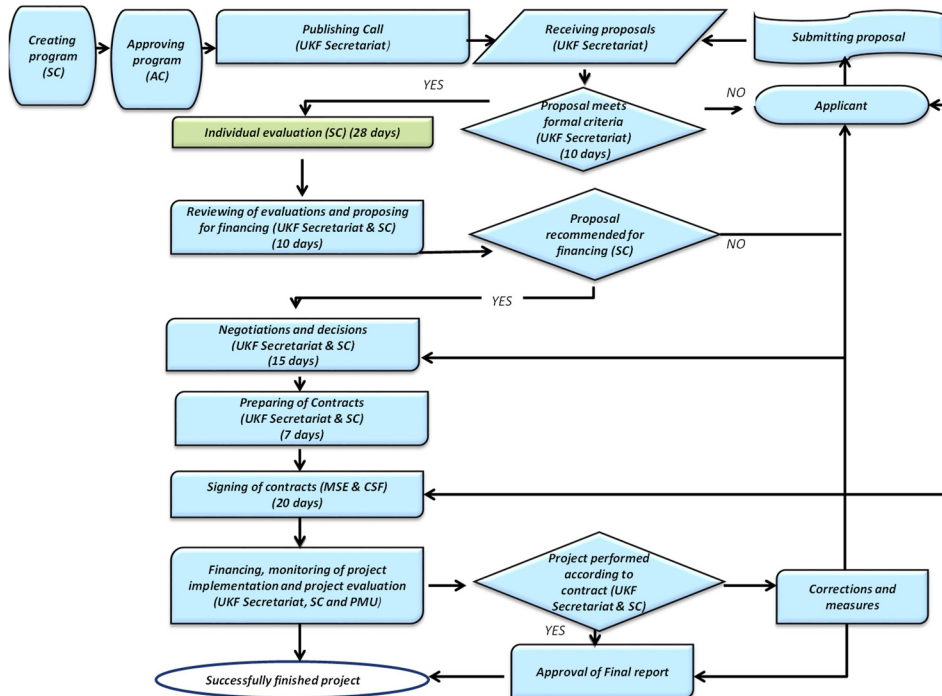 Creating
program
(SC)
Approving
program
(AC)
Publishing Call
(UKF Secretariat)
Receiving proposals
(UKF Secretariat)
Submitting proposal
YES
Proposal meets
formal criteria
(UKF Secretariat)
(10 days)
NO
Applicant
Individual evaluation (SC) (28 days)
Reviewing of evaluations and proposing
for financing (UKF Secretariat & SC)
(10 days)
Proposal
recommended for
financing (SC)
NO
YES
Negotiations and decisions
(UKF Secretariat & SC)
(15 days)
Preparing of Contracts
(UKF Secretariat & SC)
(7 days)
Signing of contracts (MSE & CSF)
(20 days)
Financing, monitoring of project
implementation and project evaluation
(UKF Secretariat, SC and PMU)
Project performed
according to
contract (UKF
Secretariat & SC)
Corrections and
measures
YES
Approval of Final report
Successfully finished project